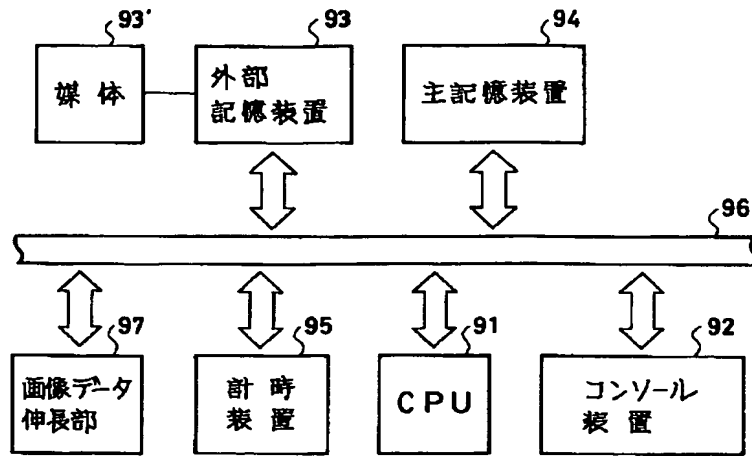 93'
93
94
媒体
外部
記憶装置
主記憶装置
96
97
95
91
92
画像データ
伸長部
計時
装置
CPU
コンソール
装置